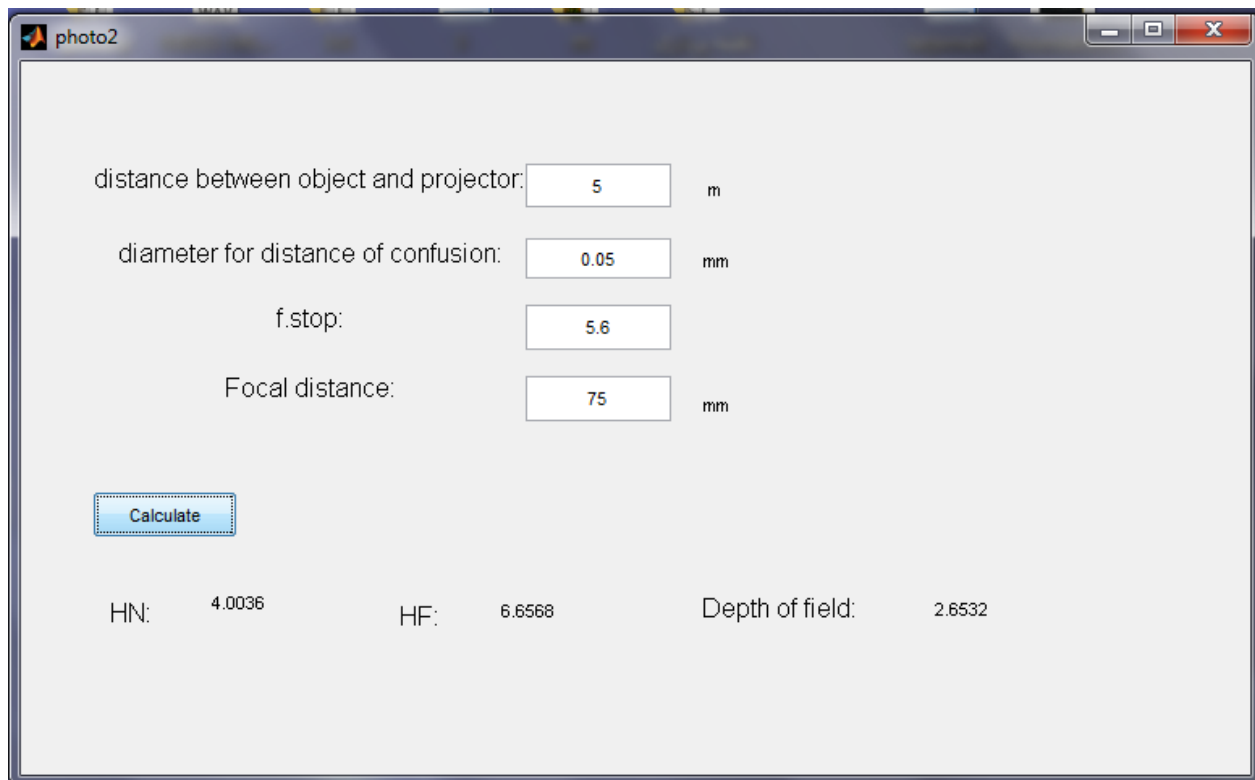 photo2
distance between object and projector: 5 m
diameter for distance of confusion: 0.05 mm
f.stop: 5.6
Focal distance: 75 mm
Calculate
HN: 4.0036 HF: 6.6568 Depth of field: 2.6532